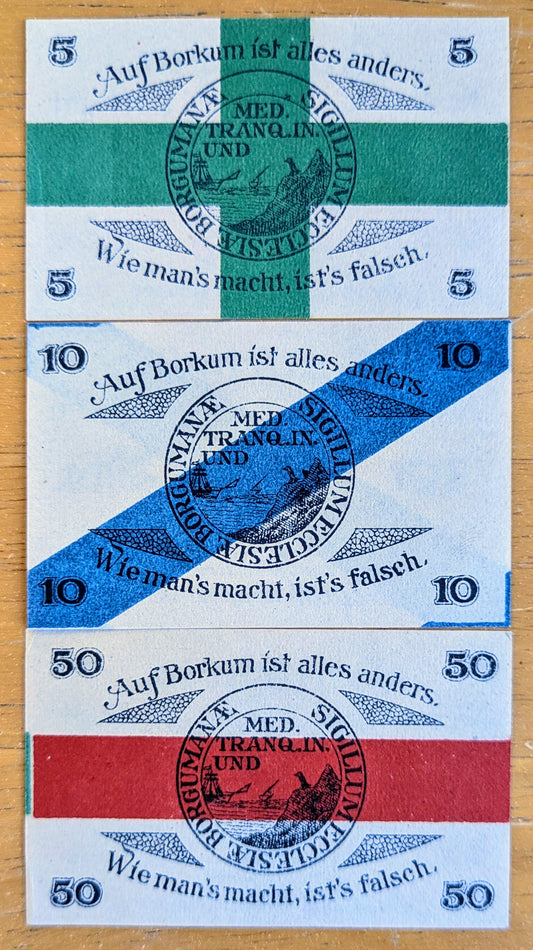 5 5
Auf Borkum ist alles anders.
SIGILLUM ECCLESIÆ BORGUMANÆ
MED.
TRANQ.IN.
UND
Wie man's macht, ist's falsch.
5 5
10 10
Auf Borkum ist alles anders.
SIGILLUM ECCLESIÆ BORGUMANÆ
MED.
TRANQ.IN.
UND
Wie man's macht, ist's falsch.
10 10
50 50
Auf Borkum ist alles anders.
SIGILLUM ECCLESIÆ BORGUMANÆ
MED.
TRANQ.IN.
UND
Wie man's macht, ist's falsch.
50 50